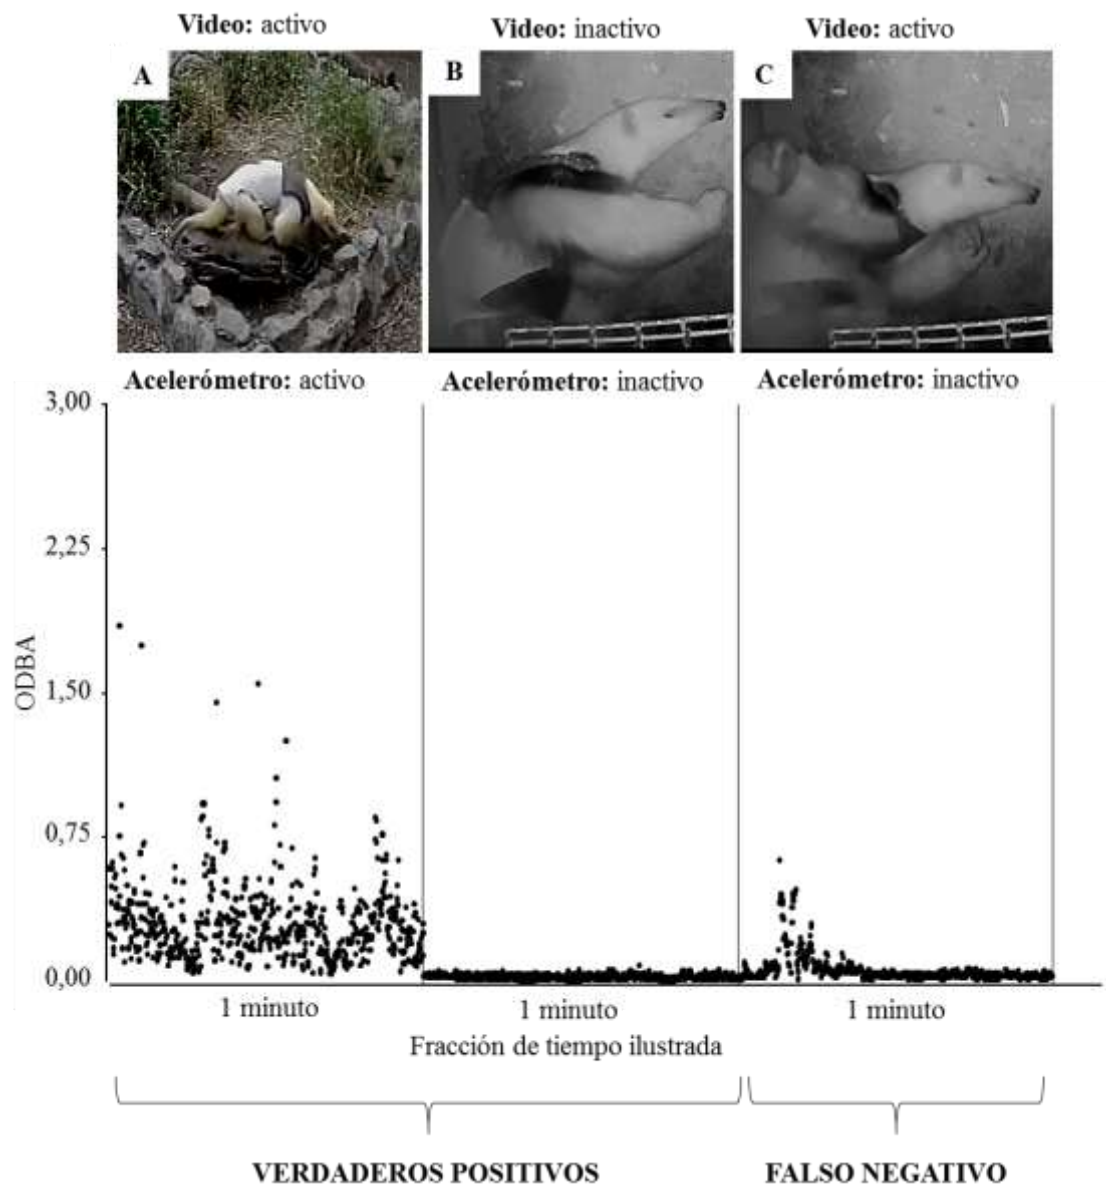 Video: activo
Video: inactivo
Video: activo
A
B
C
Acelerómetro: activo
Acelerómetro: inactivo
Acelerómetro: inactivo
3,00
2,25
1,50
0,75
0,00
ODBA
1 minuto
1 minuto
1 minuto
Fracción de tiempo ilustrada
VERDADEROS POSITIVOS
FALSO NEGATIVO